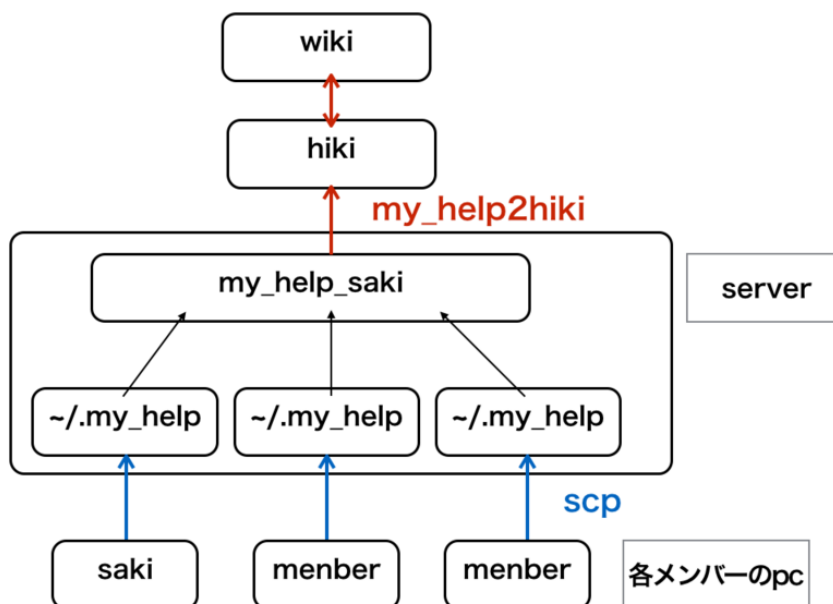 wiki
hiki
my_help2hiki
my_help_saki
server
~/.my_help
~/.my_help
~/.my_help
scp
saki
menber
menber
各メンバーのpc